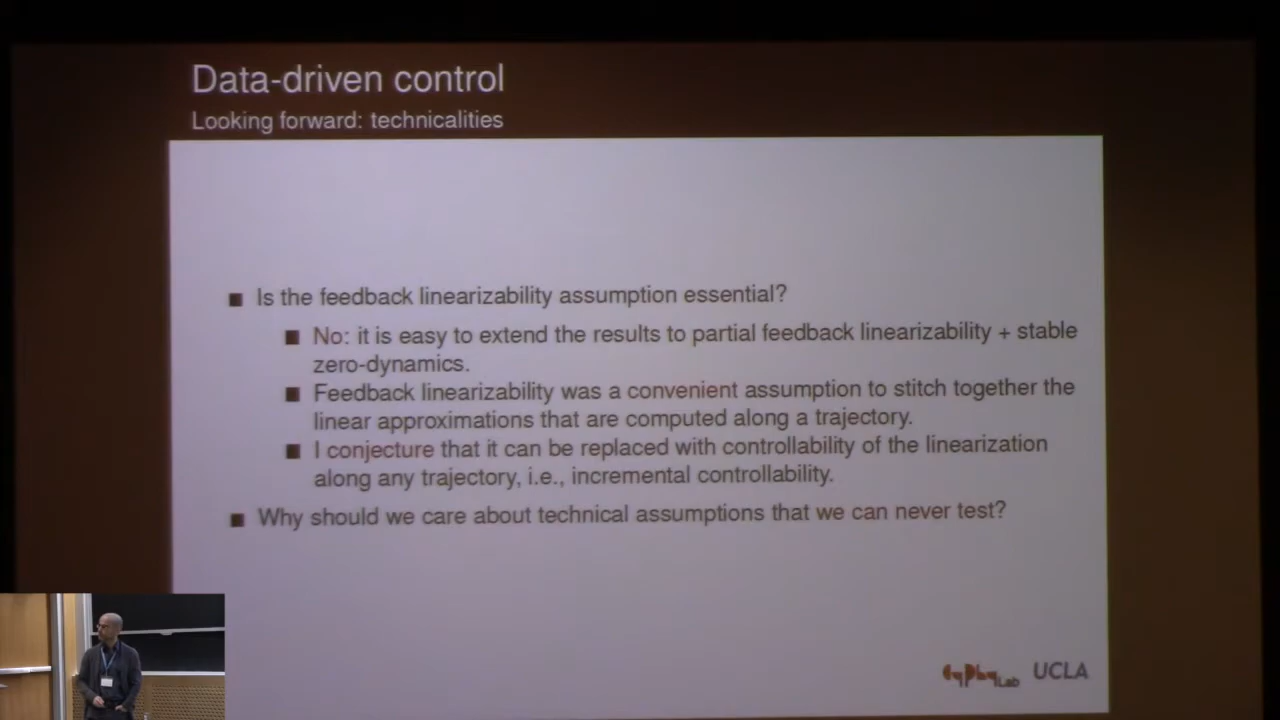 Data-driven control
Looking forward: technicalities
Is the feedback linearizability assumption essential?
No: it is easy to extend the results to partial feedback linearizability + stable
zero-dynamics.
Feedback linearizability was a convenient assumption to stitch together the
linear approximations that are computed along a trajectory.
I conjecture that it can be replaced with controllability of the linearization
along any trajectory, i.e., incremental controllability.
Why should we care about technical assumptions that we can never test?
CyPhyLab UCLA